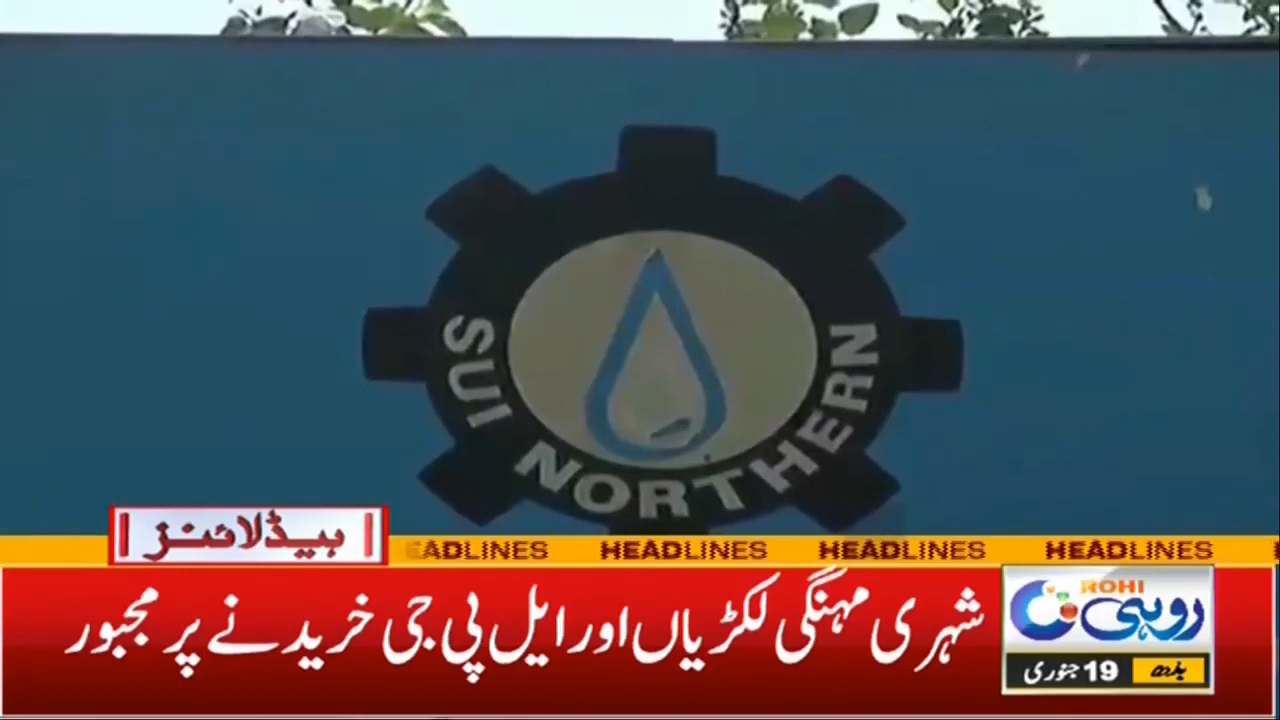 SUI NORTHERN
ہیڈلائنز
EADLINES HEADLINES HEADLINES HEADLINES
شہری مہنگی لکڑیاں اور ایل پی جی خریدنے پر مجبور
ROHI
روہی
بدھ 19 جنوری